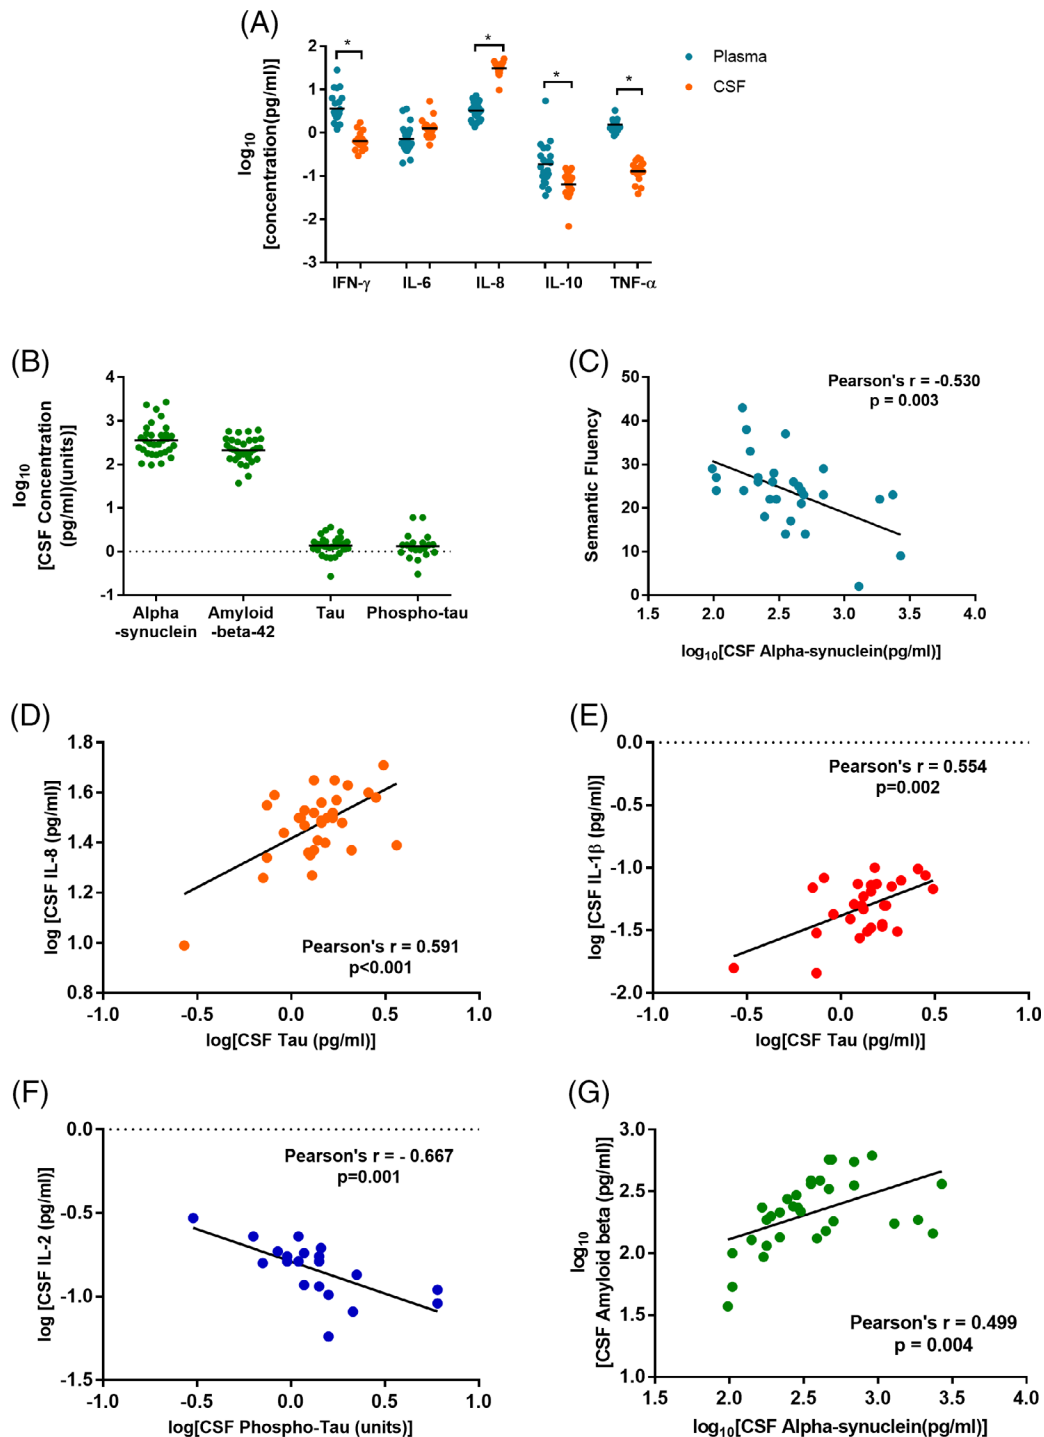 (A)
log10
[concentration(pg/ml)]
2
1
0
-1
-2
-3
*
*
*
*
IFN-γ IL-6 IL-8 IL-10 TNF-α
Plasma
CSF
(B)
log10
[CSF Concentration
(pg/ml)(units)]
4
3
2
1
0
-1
Alpha
-synuclein
Amyloid
-beta-42
Tau
Phospho-tau
(C)
Semantic Fluency
50
40
30
20
10
0
Pearson's r = -0.530
p = 0.003
1.5 2.0 2.5 3.0 3.5 4.0
log10[CSF Alpha-synuclein(pg/ml)]
(D)
log [CSF IL-8 (pg/ml)]
1.8
1.6
1.4
1.2
1.0
0.8
Pearson's r = 0.591
p<0.001
-1.0 -0.5 0.0 0.5 1.0
log[CSF Tau (pg/ml)]
(E)
log [CSF IL-1β (pg/ml)]
0.0
-0.5
-1.0
-1.5
-2.0
Pearson's r = 0.554
p=0.002
-1.0 -0.5 0.0 0.5 1.0
log[CSF Tau (pg/ml)]
(F)
log [CSF IL-2 (pg/ml)]
0.0
-0.5
-1.0
-1.5
Pearson's r = - 0.667
p=0.001
-1.0 -0.5 0.0 0.5 1.0
log[CSF Phospho-Tau (units)]
(G)
log10
[CSF Amyloid beta (pg/ml)]
3.0
2.5
2.0
1.5
1.0
Pearson's r = 0.499
p = 0.004
1.5 2.0 2.5 3.0 3.5 4.0
log10[CSF Alpha-synuclein(pg/ml)]